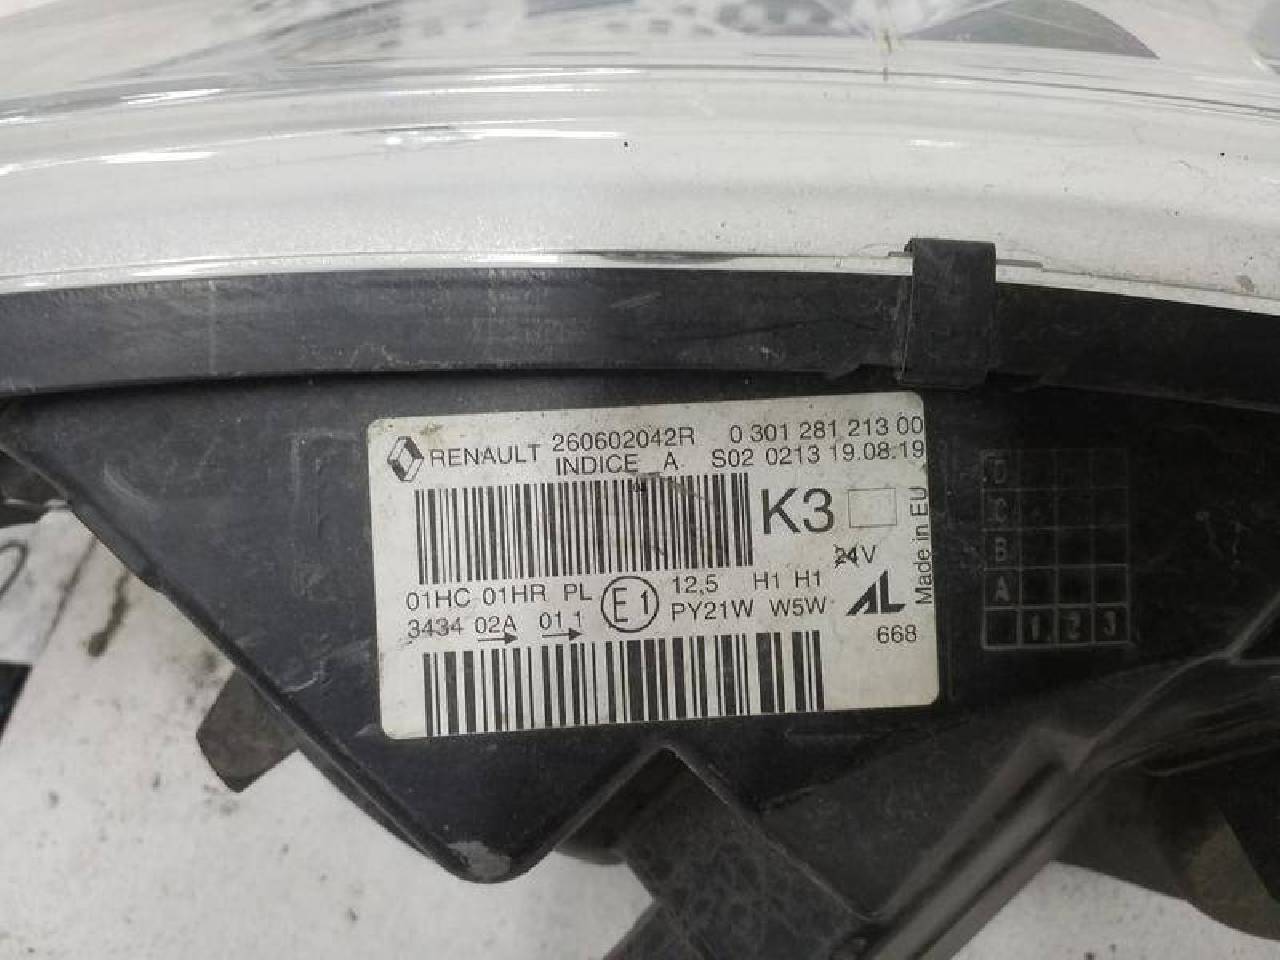 RENAULT 260602042R 0 301 281 213 00
INDICE A S02 0213 19.08.19
K3
Made in EU
24V
01HC 01HR PL E1 12,5 H1 H1
3434 02A 01 1 PY21W W5W AL
668
D
C
B
A
1 2 3